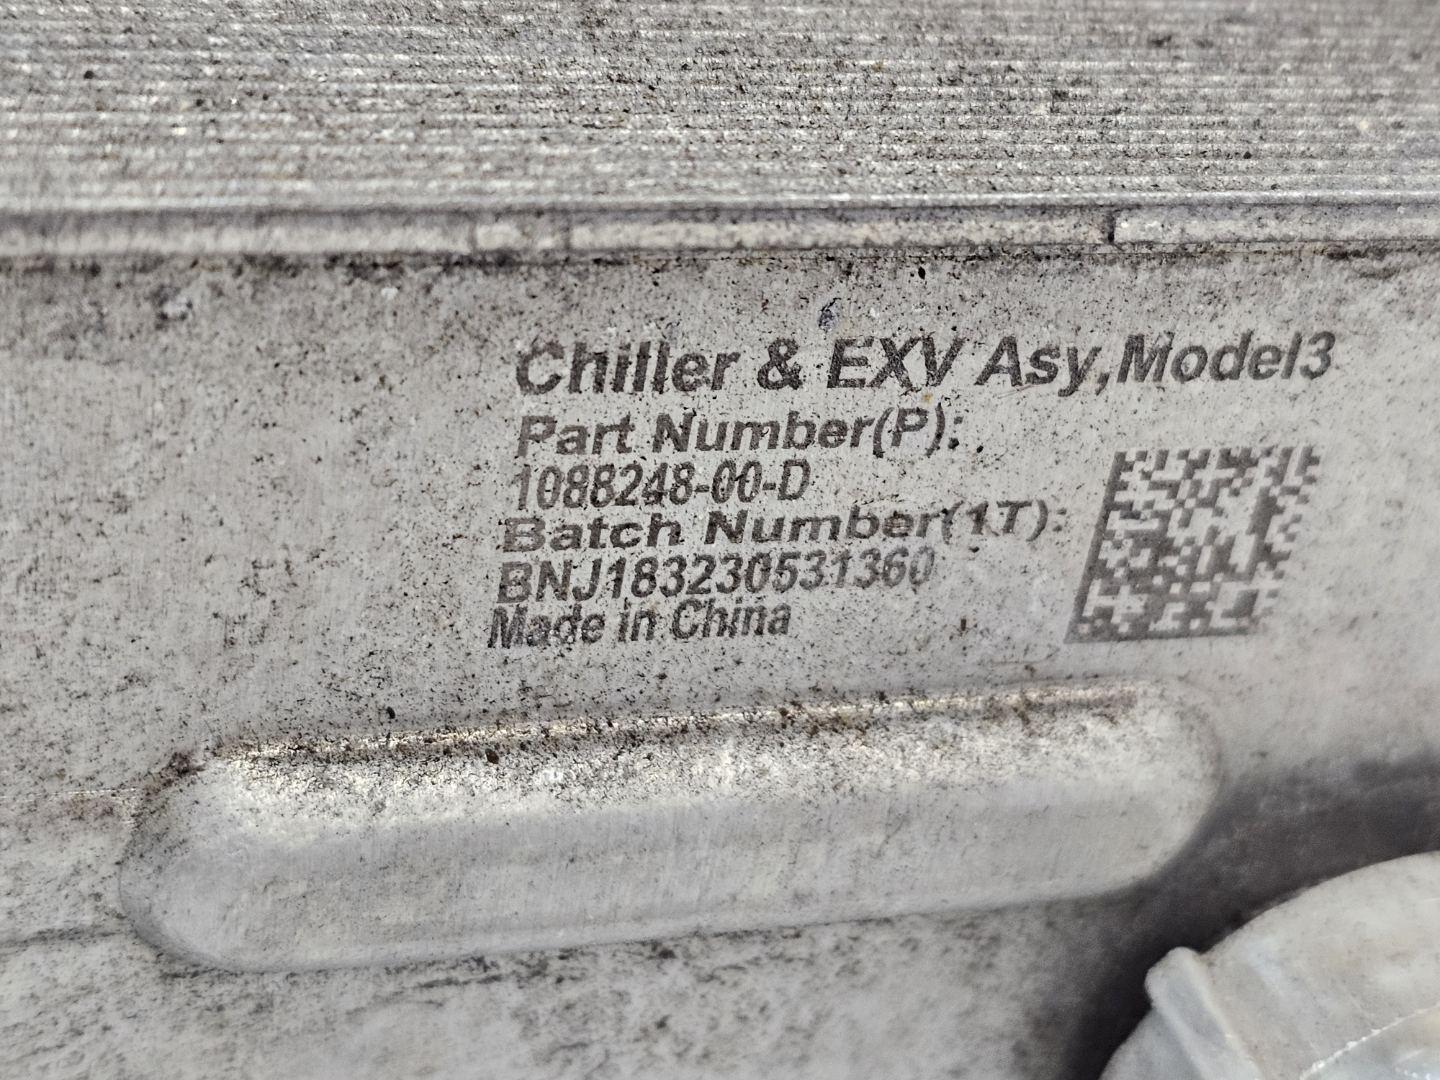 Chiller & EXV Asy,Model3
Part Number(P):
1088248-00-D
Batch Number(1T):
BNJ183230531360
Made in China